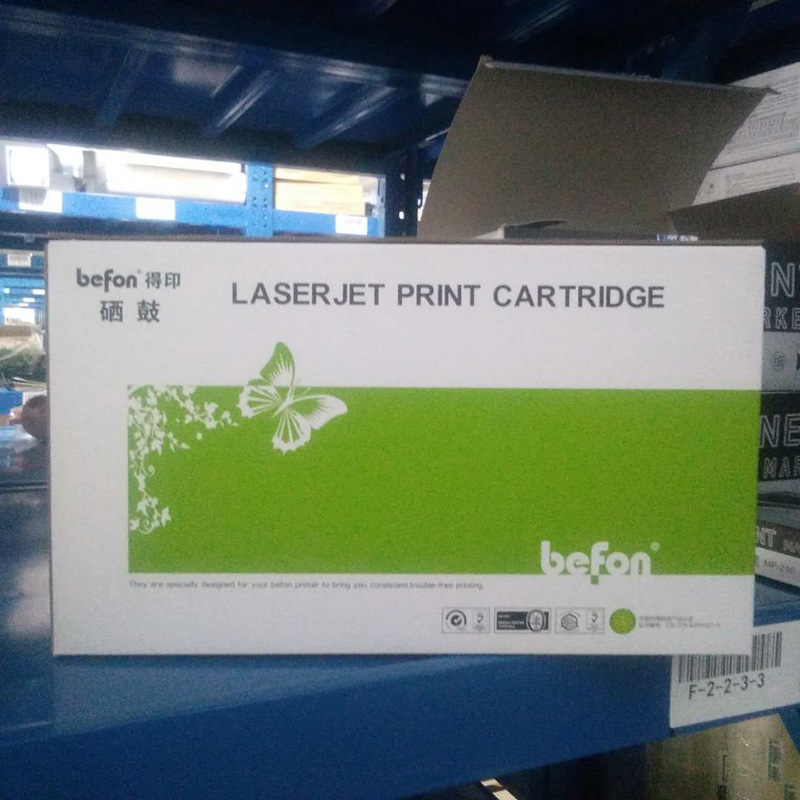 befon 得印
硒 鼓
LASERJET PRINT CARTRIDGE
befon
They are specially designed for your befon printer to bring you consistent,trouble-free printing.
F-2-2-3-3